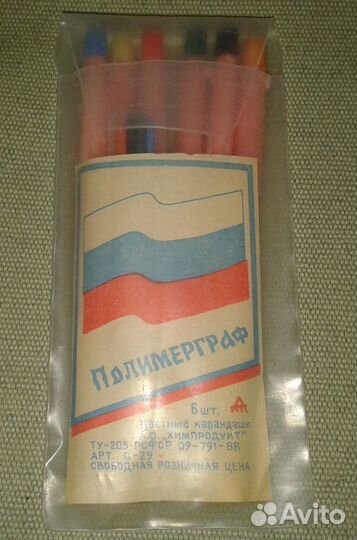 ПОЛИМЕРГРАФ
6 шт.
Цветные карандаши
А.О. „ХИМПРОДУКТ"
ТУ-205 РСФСР 09-791-88
АРТ. С-29
СВОБОДНАЯ РОЗНИЧНАЯ ЦЕНА
Avito